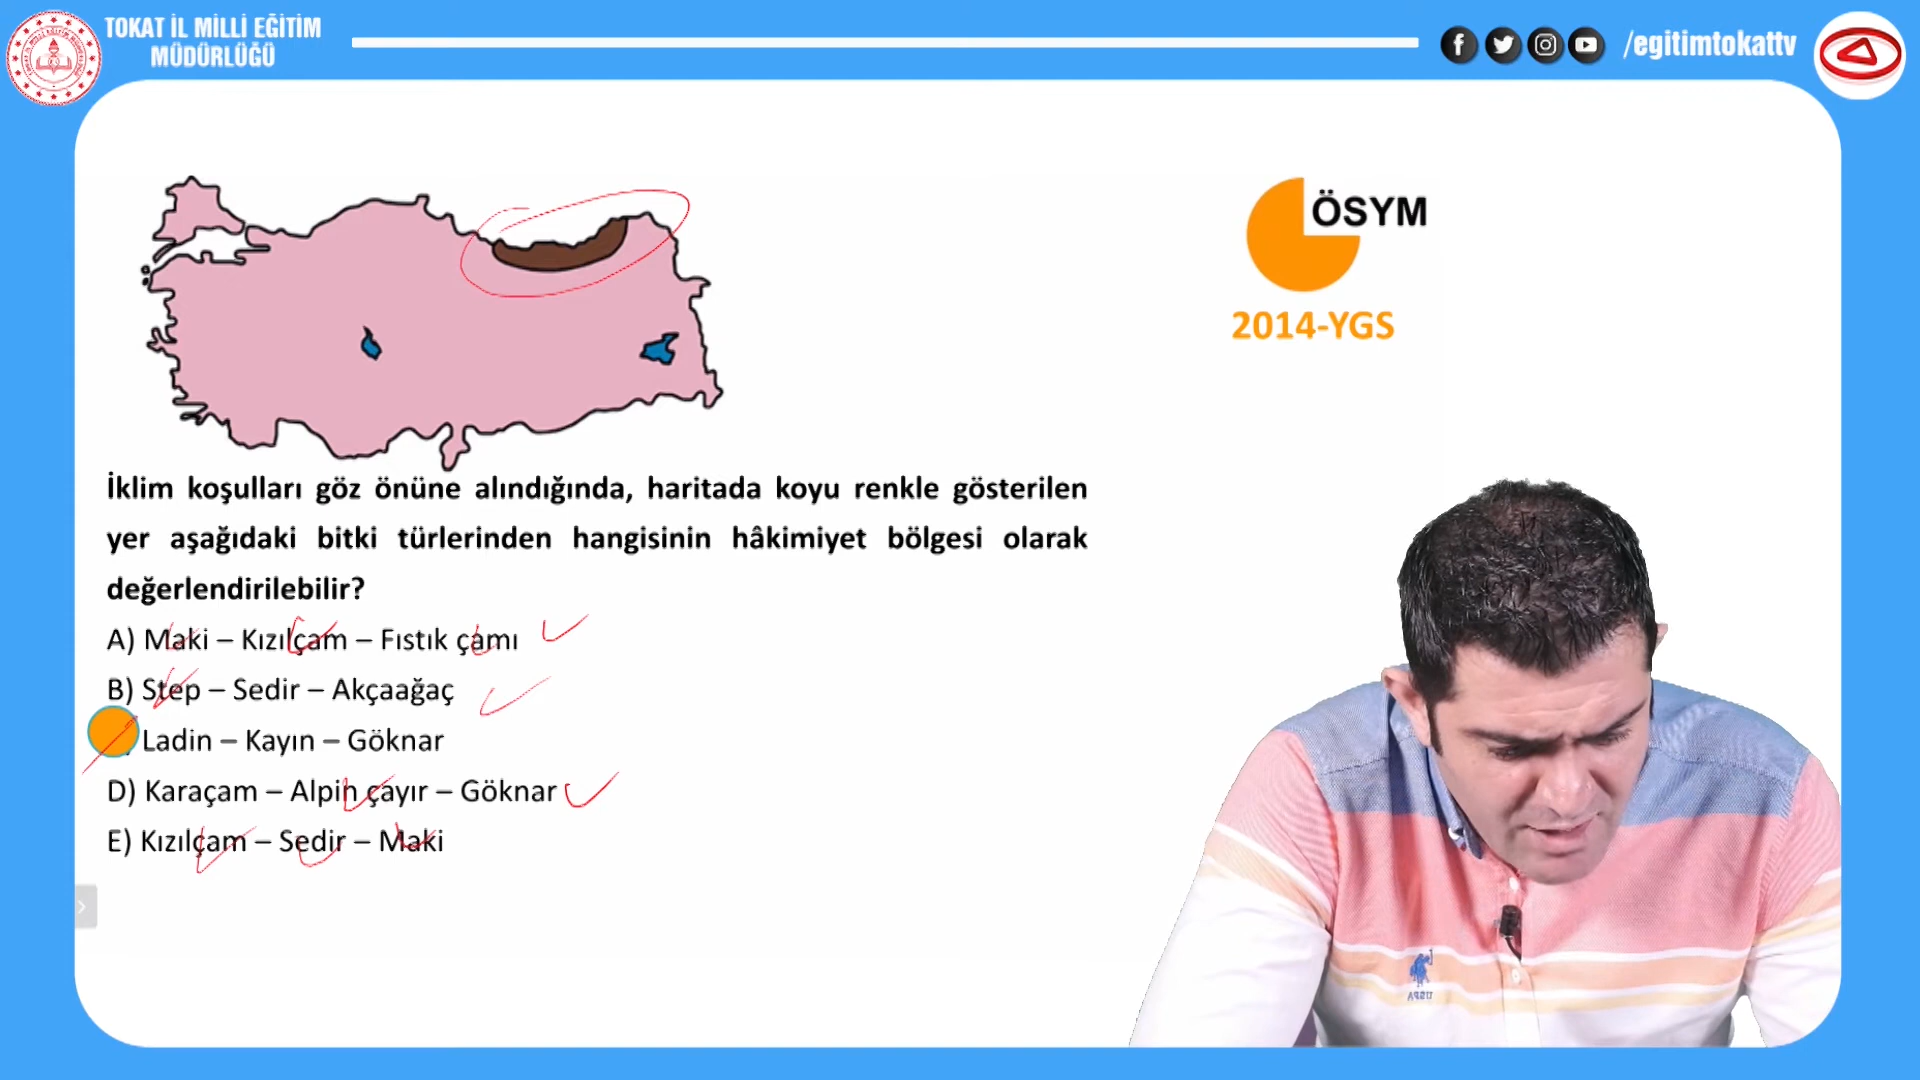 TOKAT İL MİLLİ EĞİTİM
MÜDÜRLÜĞÜ
/egitimtokattv
ÖSYM
2014-YGS
İklim koşulları göz önüne alındığında, haritada koyu renkle gösterilen
yer aşağıdaki bitki türlerinden hangisinin hâkimiyet bölgesi olarak
değerlendirilebilir?
A) Maki – Kızılçam – Fıstık çamı
B) Step – Sedir – Akçaağaç
) Ladin – Kayın – Göknar
D) Karaçam – Alpin çayır – Göknar
E) Kızılçam – Sedir – Maki